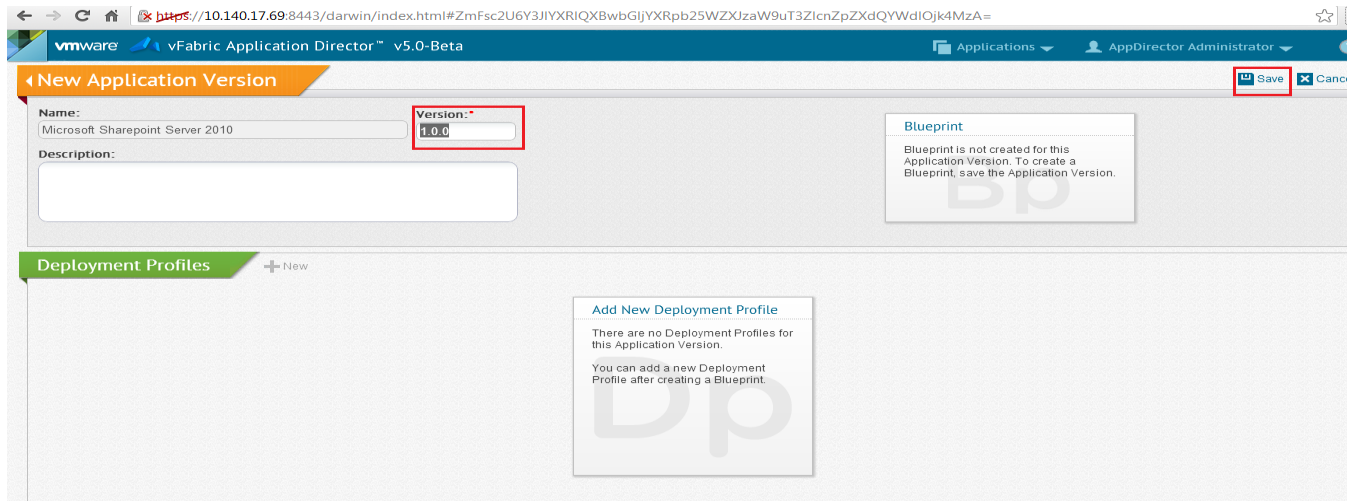 https://10.140.17.69:8443/darwin/index.html#ZmFsc2U6Y3JlYXRlQXBwbGljYXRpb25WZXJzaW9uT3ZlcnZpZXdQYWdlOjk4MzA=
vmware vFabric Application Director™ v5.0-Beta Applications AppDirector Administrator
New Application Version Save Cance
Name: Version:*
Microsoft Sharepoint Server 2010 1.0.0
Description:
Blueprint
Blueprint is not created for this
Application Version. To create a
Blueprint, save the Application Version.
Bp
Deployment Profiles New
Add New Deployment Profile
There are no Deployment Profiles for
this Application Version.
You can add a new Deployment
Profile after creating a Blueprint.
Dp